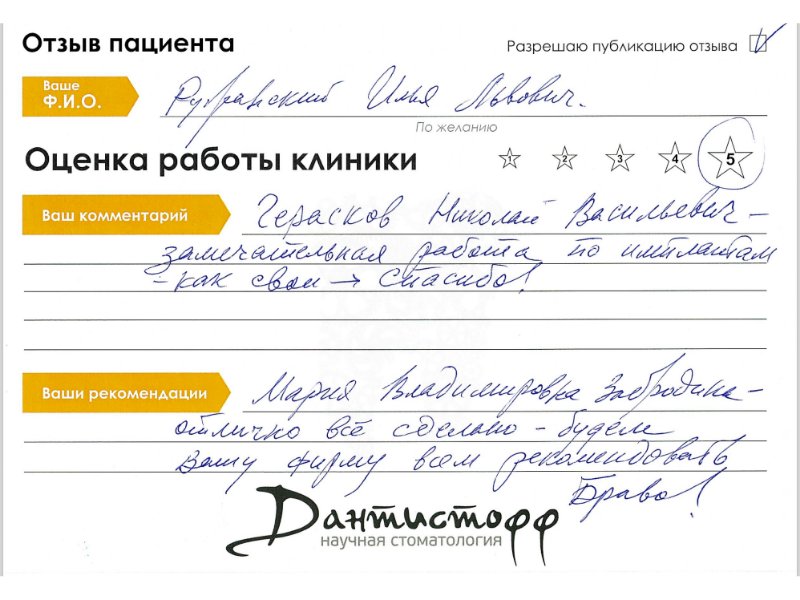 Отзыв пациента
Разрешаю публикацию отзыва
Ваше
Ф.И.О.
Илья Львович.
По желанию
Оценка работы клиники
1 2 3 4 5
Ваш комментарий
Герасков Николай Васильевич –
замечательная работа по имплантам
– как свои → Спасибо!
Ваши рекомендации
Мария Владимировна Забродина –
отлично всё сделано – будем
Вашу фирму всем рекомендовать
Браво!
Дантистофф
научная стоматология